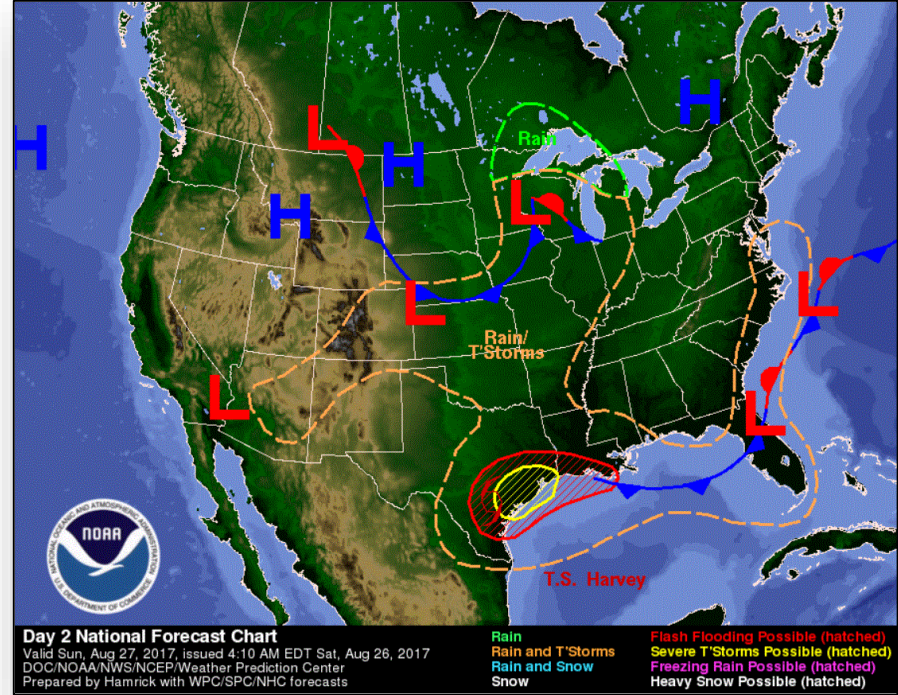 H
L
H
H
Rain
H
L
L
L
Rain/
T'Storms
L
L
T.S. Harvey
NATIONAL OCEANIC AND ATMOSPHERIC ADMINISTRATION
NOAA
U.S. DEPARTMENT OF COMMERCE
Day 2 National Forecast Chart
Valid Sun, Aug 27, 2017, issued 4:10 AM EDT Sat, Aug 26, 2017
DOC/NOAA/NWS/NCEP/Weather Prediction Center
Prepared by Hamrick with WPC/SPC/NHC forecasts
Rain
Rain and T'Storms
Rain and Snow
Snow
Flash Flooding Possible (hatched)
Severe T'Storms Possible (hatched)
Freezing Rain Possible (hatched)
Heavy Snow Possible (hatched)